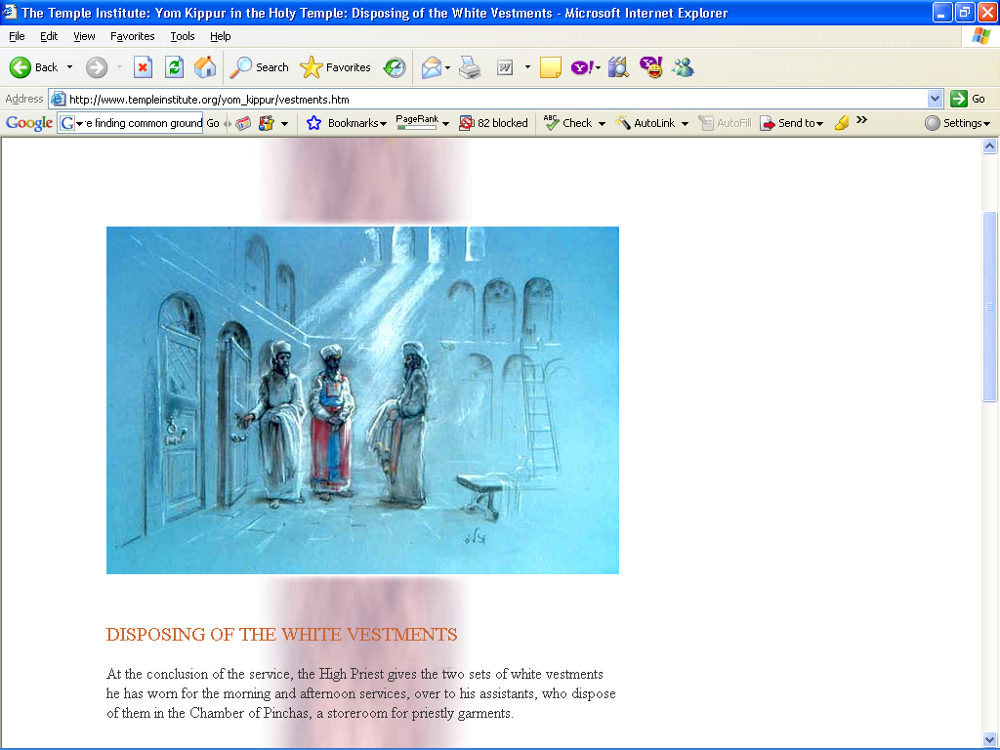 The Temple Institute: Yom Kippur in the Holy Temple: Disposing of the White Vestments - Microsoft Internet Explorer
File Edit View Favorites Tools Help
Back Search Favorites
Address http://www.templeinstitute.org/yom_kippur/vestments.htm Go
Google G e finding common ground Go Bookmarks PageRank 82 blocked ABC Check AutoLink AutoFill Send to Settings
DISPOSING OF THE WHITE VESTMENTS
At the conclusion of the service, the High Priest gives the two sets of white vestments
he has worn for the morning and afternoon services, over to his assistants, who dispose
of them in the Chamber of Pinchas, a storeroom for priestly garments.